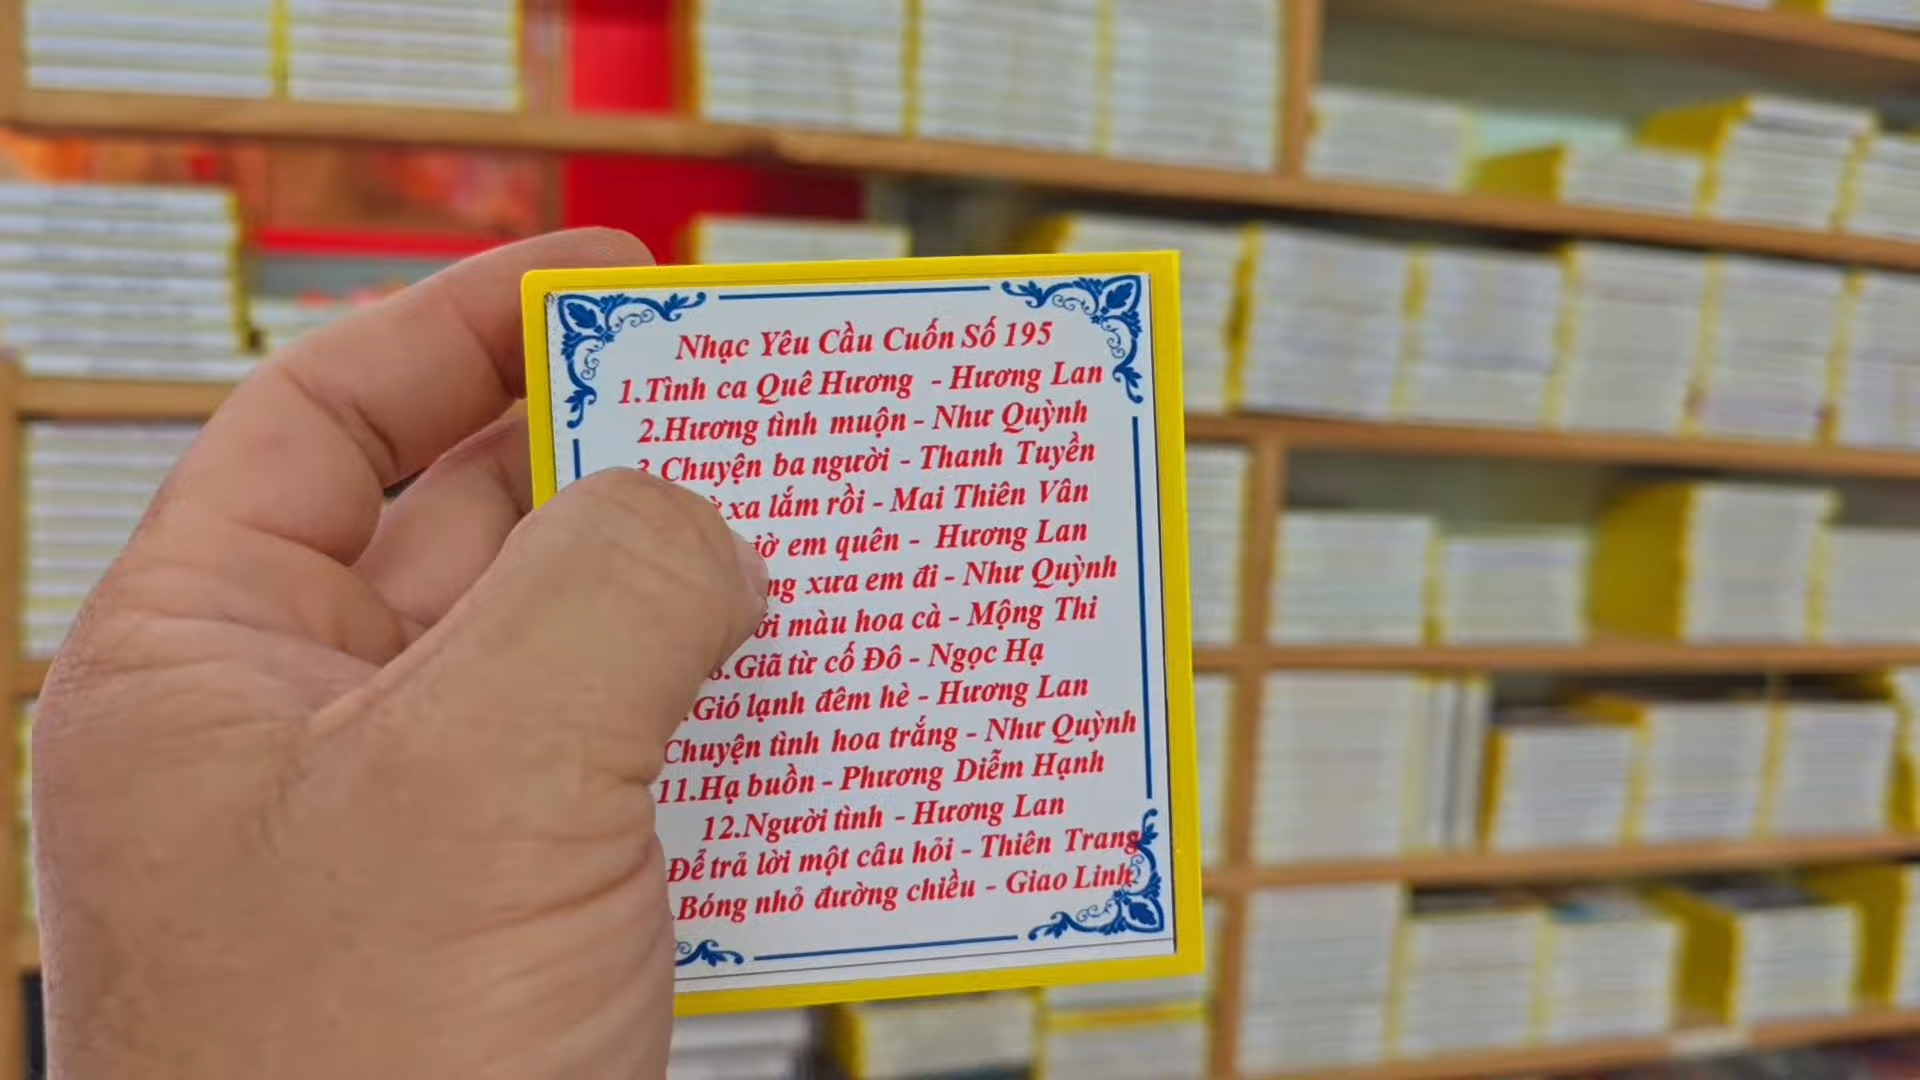 Nhạc Yêu Cầu Cuốn Số 195
1.Tình ca Quê Hương - Hương Lan
2.Hương tình muộn - Như Quỳnh
3.Chuyện ba người - Thanh Tuyền
xa lắm rồi - Mai Thiên Vân
em quên - Hương Lan
xưa em đi - Như Quỳnh
màu hoa cà - Mộng Thi
Giã từ cố Đô - Ngọc Hạ
Gió lạnh đêm hè - Hương Lan
Chuyện tình hoa trắng - Như Quỳnh
11.Hạ buồn - Phương Diễm Hạnh
12.Người tình - Hương Lan
Để trả lời một câu hỏi - Thiên Trang
Bóng nhỏ đường chiều - Giao Linh